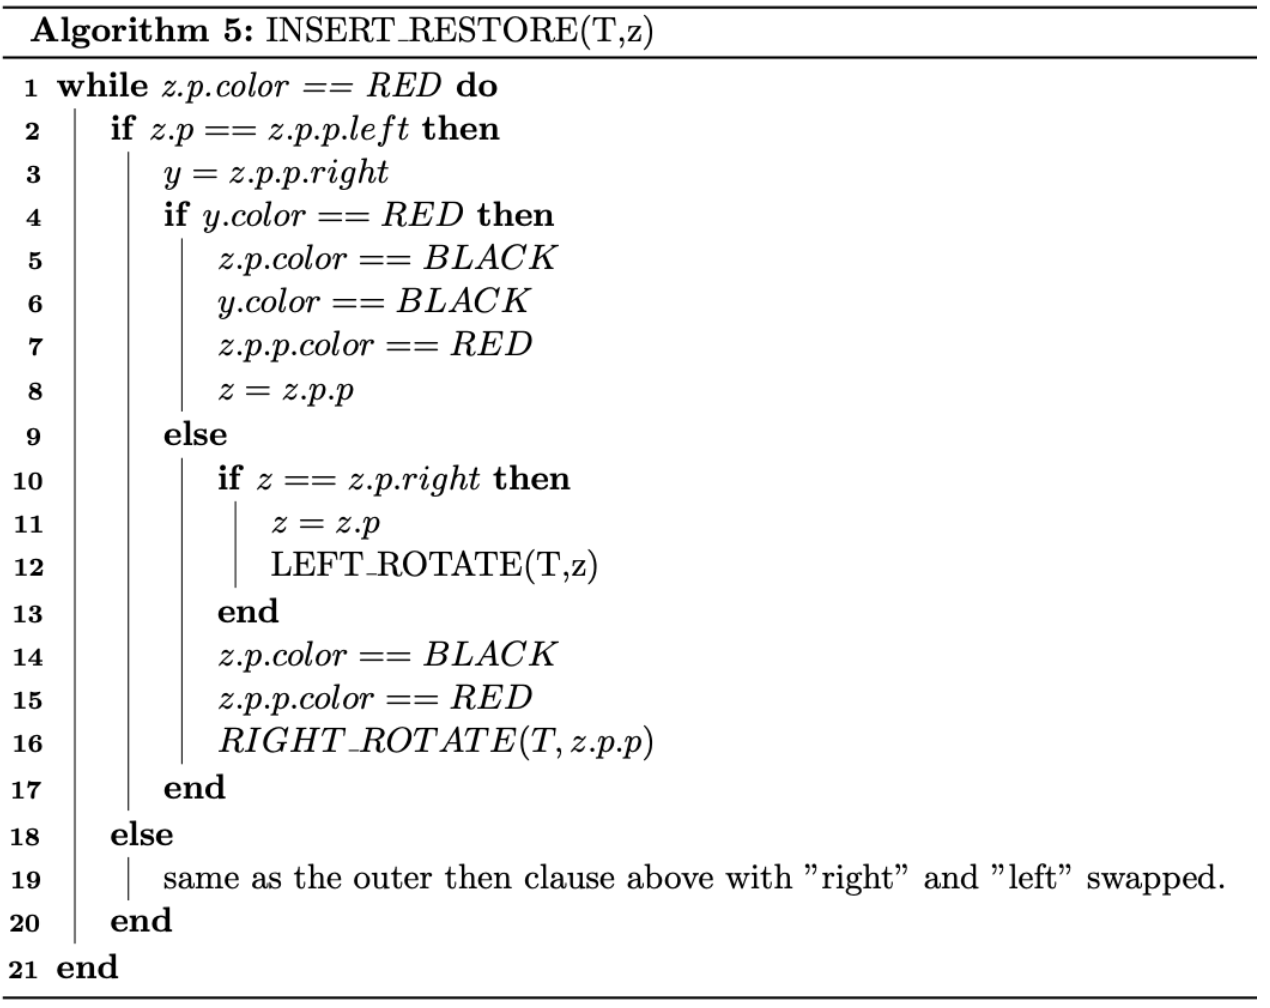 Algorithm 5: INSERT_RESTORE(T,z)
1 while z.p.color == RED do
2 if z.p == z.p.p.left then
3 y = z.p.p.right
4 if y.color == RED then
5 z.p.color == BLACK
6 y.color == BLACK
7 z.p.p.color == RED
8 z = z.p.p
9 else
10 if z == z.p.right then
11 z = z.p
12 LEFT_ROTATE(T,z)
13 end
14 z.p.color == BLACK
15 z.p.p.color == RED
16 RIGHT_ROTATE(T, z.p.p)
17 end
18 else
19 same as the outer then clause above with ”right” and ”left” swapped.
20 end
21 end